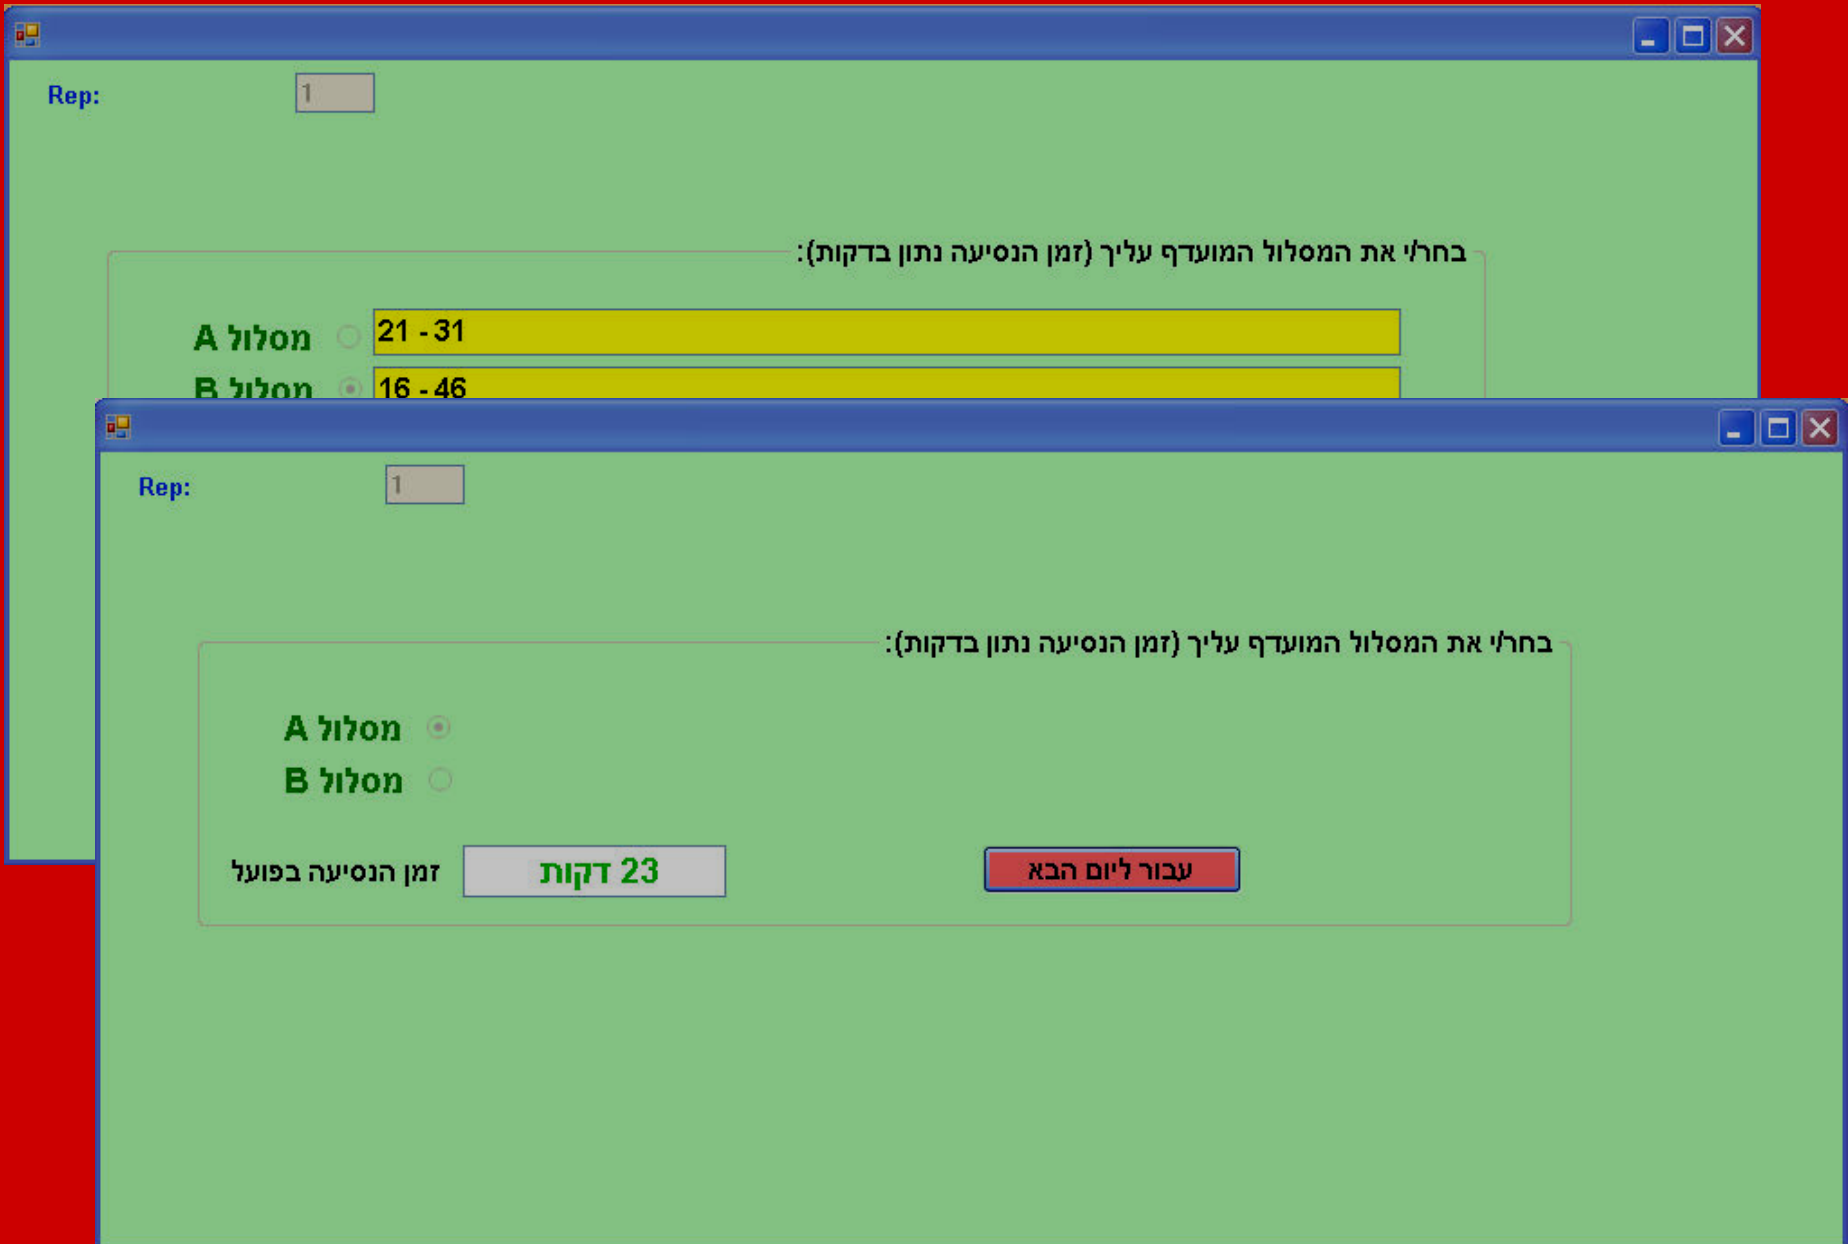 Rep: 1
בחר/י את המסלול המועדף עליך (זמן הנסיעה נתון בדקות):
מסלול A 21 - 31
מסלול B 16 - 46
Rep: 1
בחר/י את המסלול המועדף עליך (זמן הנסיעה נתון בדקות):
מסלול A
מסלול B
זמן הנסיעה בפועל 23 דקות עבור ליום הבא